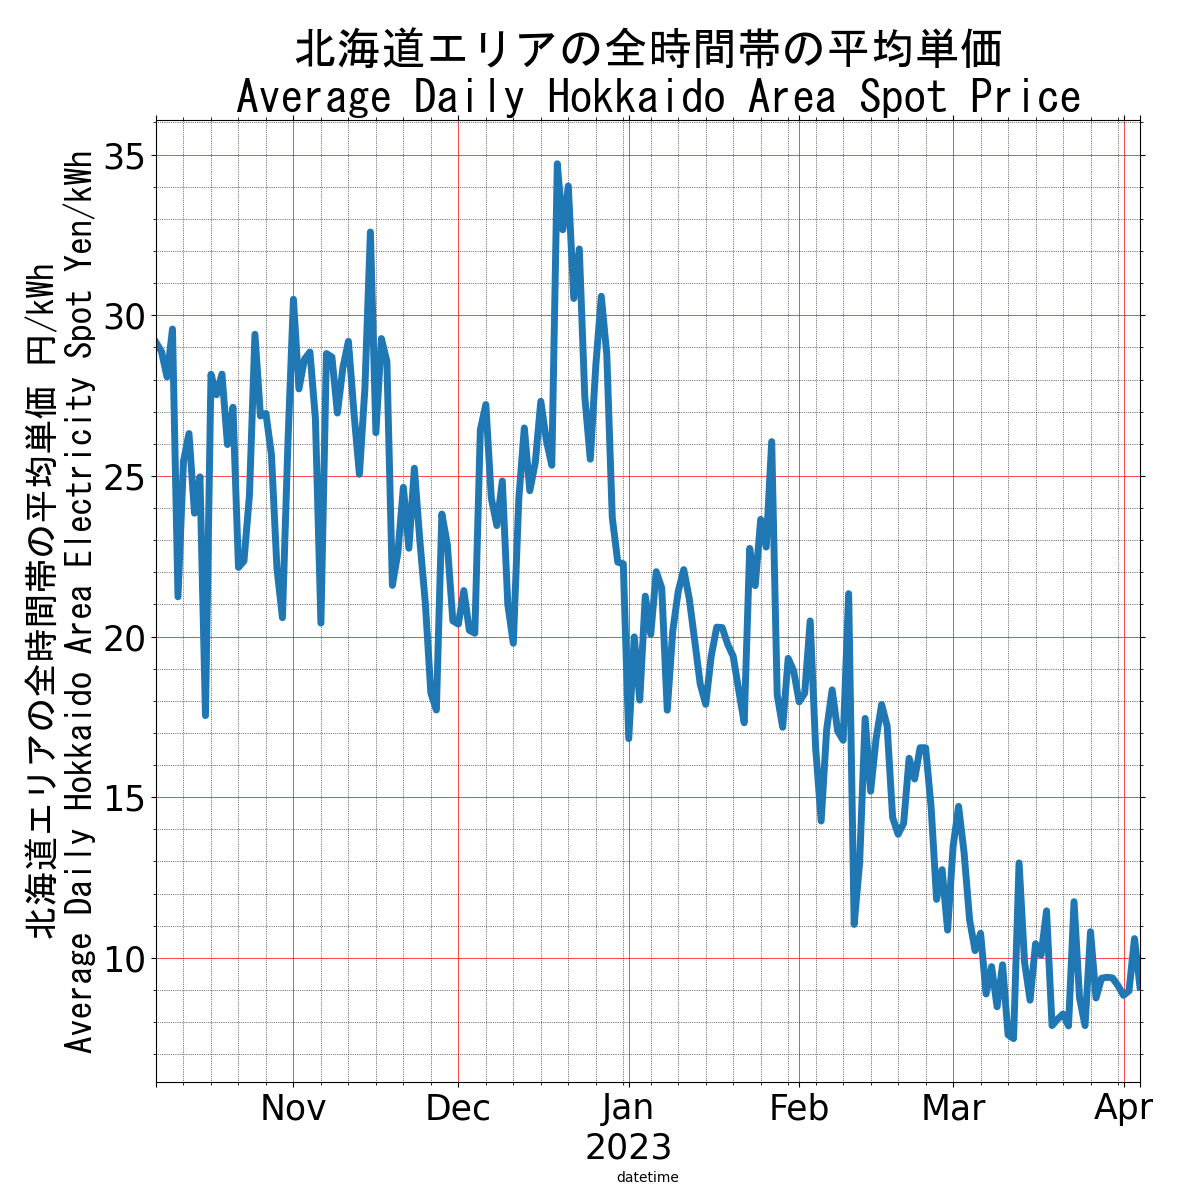 北海道エリアの全時間帯の平均単価
Average Daily Hokkaido Area Spot Price
北海道エリアの全時間帯の平均単価 円/kWh
Average Daily Hokkaido Area Electricity Spot Yen/kWh
35
30
25
20
15
10
Nov
Dec
Jan
2023
Feb
Mar
Apr
datetime